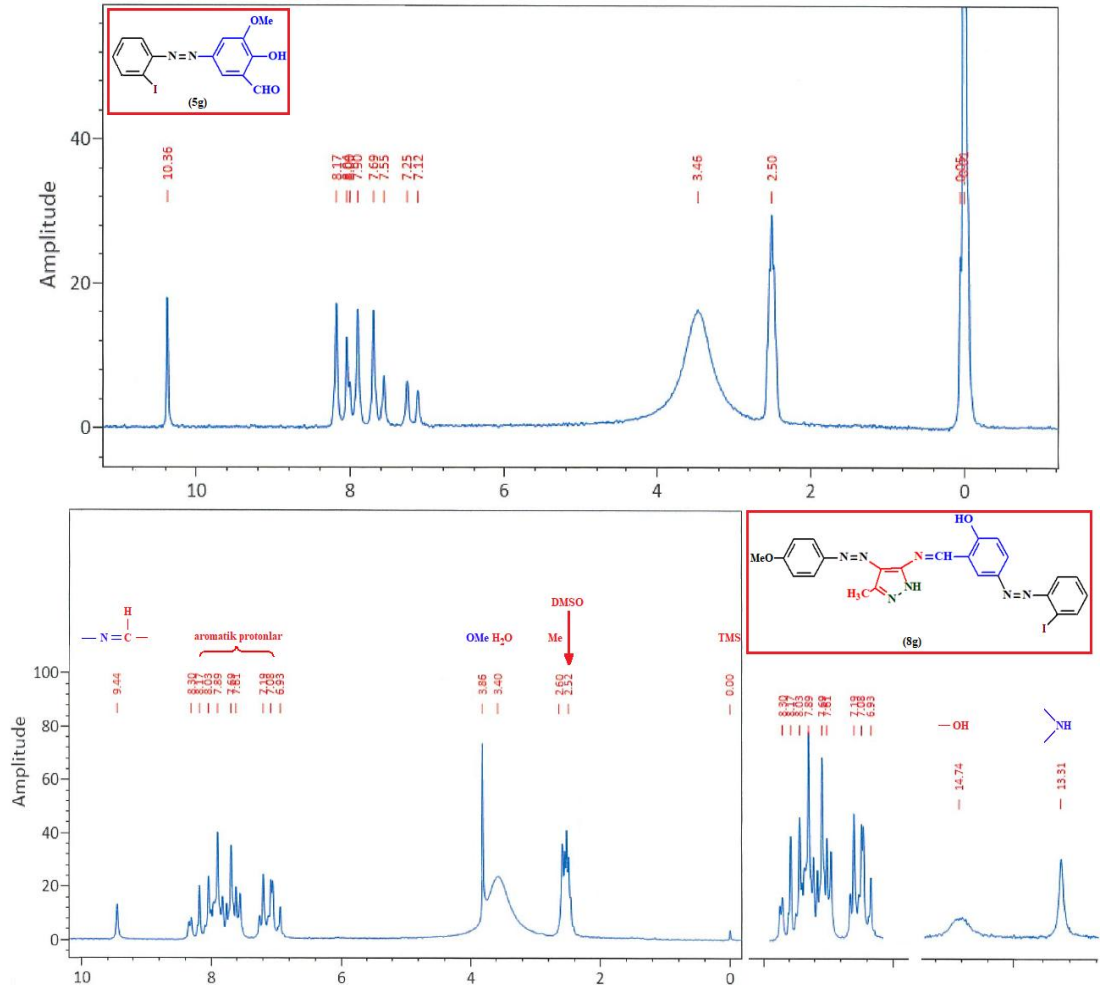 OMe
N=N
OH
I
CHO
(5g)
Amplitude
40
20
0
10.36
8.17
7.90
7.69
7.55
7.25
7.12
3.46
2.50
10
8
6
4
2
0
HO
MeO
N=N
N=CH
H₃C
N
NH
N=N
I
(8g)
H
— N = C —
aromatik protonlar
OMe H₂O
Me
DMSO
TMS
Amplitude
100
80
60
40
20
0
9.44
8.30
8.17
8.03
7.89
7.69
7.61
7.19
7.08
6.93
3.86
3.40
2.60
2.52
0.00
10
8
6
4
2
0
8.30
8.17
8.03
7.89
7.61
7.19
7.08
6.93
—OH
14.74
NH
13.31